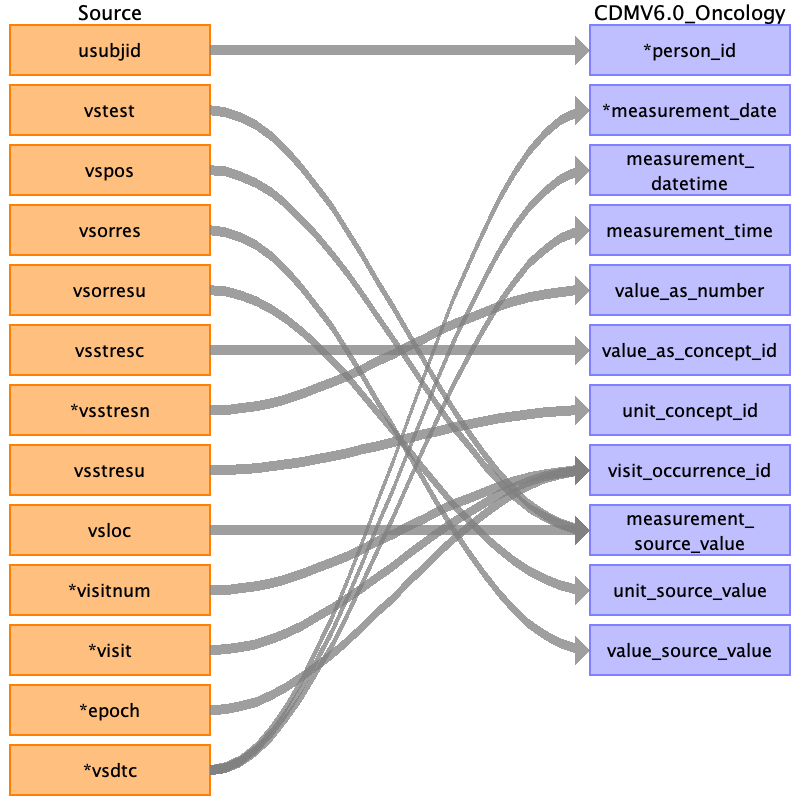 Source
CDMV6.0_Oncology
usubjid
*person_id
vstest
*measurement_date
vspos
measurement_
datetime
vsorres
measurement_time
vsorresu
value_as_number
vsstresc
value_as_concept_id
*vsstresn
unit_concept_id
vsstresu
visit_occurrence_id
vsloc
measurement_
source_value
*visitnum
unit_source_value
*visit
value_source_value
*epoch
*vsdtc